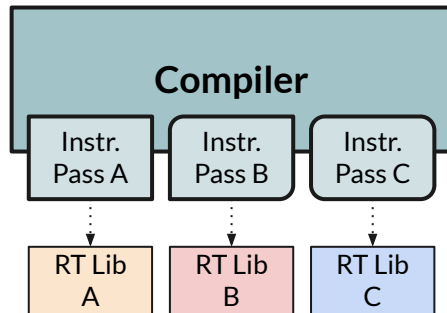 Compiler
Instr.
Pass A
Instr.
Pass B
Instr.
Pass C
RT Lib
A
RT Lib
B
RT Lib
C